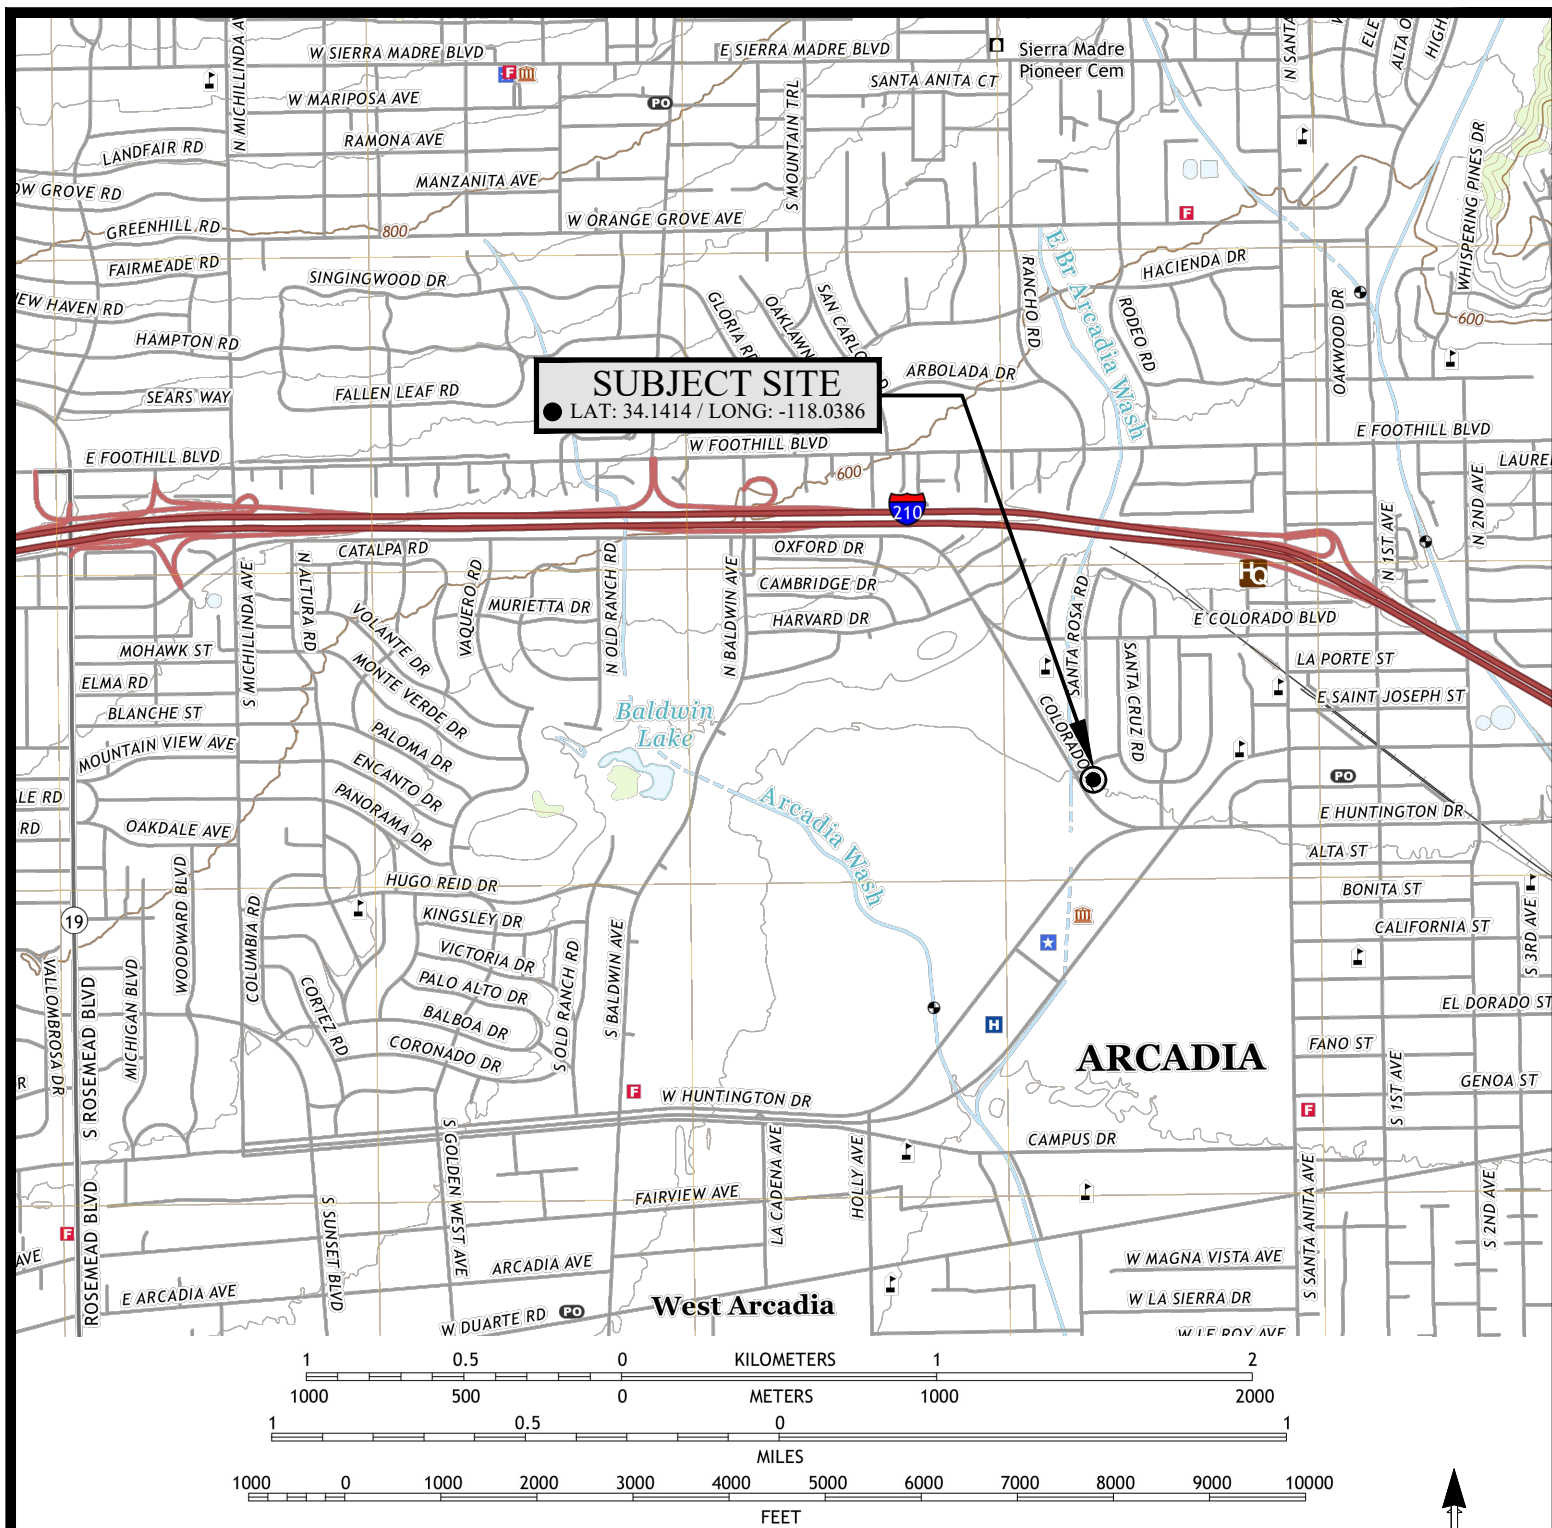 W SIERRA MADRE BLVD
E SIERRA MADRE BLVD
Sierra Madre
Pioneer Cem
N MICHILLINDA AV
W MARIPOSA AVE
PO
SANTA ANITA CT
S MOUNTAIN TRL
N SANTA
ALTA O
HIGH
F
LANDFAIR RD
RAMONA AVE
MANZANITA AVE
OW GROVE RD
GREENHILL RD
800
W ORANGE GROVE AVE
F
WHISPERING PINES DR
FAIRMEADE RD
SINGINGWOOD DR
EW HAVEN RD
HAMPTON RD
GLORIA RD
OAKLAWN
SAN CARLO
RANCHO RD
E Br Arcadia Wash
HACIENDA DR
RODEO RD
OAKWOOD DR
600
SEARS WAY
FALLEN LEAF RD
SUBJECT SITE
LAT: 34.1414 / LONG: -118.0386
ARBOLADA DR
E FOOTHILL BLVD
W FOOTHILL BLVD
600
E FOOTHILL BLVD
LAUREL
N 2ND AVE
210
N 1ST AVE
HQ
CATALPA RD
OXFORD DR
N ALTURA RD
S MICHILLINDA AVE
VAQUERO RD
N OLD RANCH RD
N BALDWIN AVE
CAMBRIDGE DR
MURIETTA DR
HARVARD DR
VOLANTE DR
SANTA ROSA RD
E COLORADO BLVD
MOHAWK ST
MONTE VERDE DR
SANTA CRUZ RD
LA PORTE ST
ELMA RD
E SAINT JOSEPH ST
BLANCHE ST
Baldwin
Lake
COLORADO
MOUNTAIN VIEW AVE
PALOMA DR
ENCANTO DR
PANORAMA DR
LE RD
RD
OAKDALE AVE
Arcadia Wash
PO
E HUNTINGTON DR
ALTA ST
HUGO REID DR
BONITA ST
WOODWARD BLVD
19
KINGSLEY DR
CALIFORNIA ST
S 3RD AVE
COLUMBIA RD
VICTORIA DR
PALO ALTO DR
S OLD RANCH RD
S BALDWIN AVE
VALLOMBROSA DR
S ROSEMEAD BLVD
MICHIGAN BLVD
CORTEZ RD
BALBOA DR
CORONADO DR
H
EL DORADO ST
FANO ST
ARCADIA
R
S 1ST AVE
GENOA ST
F
W HUNTINGTON DR
F
CAMPUS DR
S GOLDEN WEST AVE
LA CADENA AVE
HOLLY AVE
FAIRVIEW AVE
S SANTA ANITA AVE
S 2ND AVE
ROSEMEAD BLVD
S SUNSET BLVD
F
AVE
ARCADIA AVE
E ARCADIA AVE
W MAGNA VISTA AVE
W LA SIERRA DR
W DUARTE RD
PO
West Arcadia
W LE ROY AVE
1 0.5 0 KILOMETERS 1 2
1000 500 0 METERS 1000 2000
1 0.5 0 1
MILES
1000 0 1000 2000 3000 4000 5000 6000 7000 8000 9000 10000
FEET